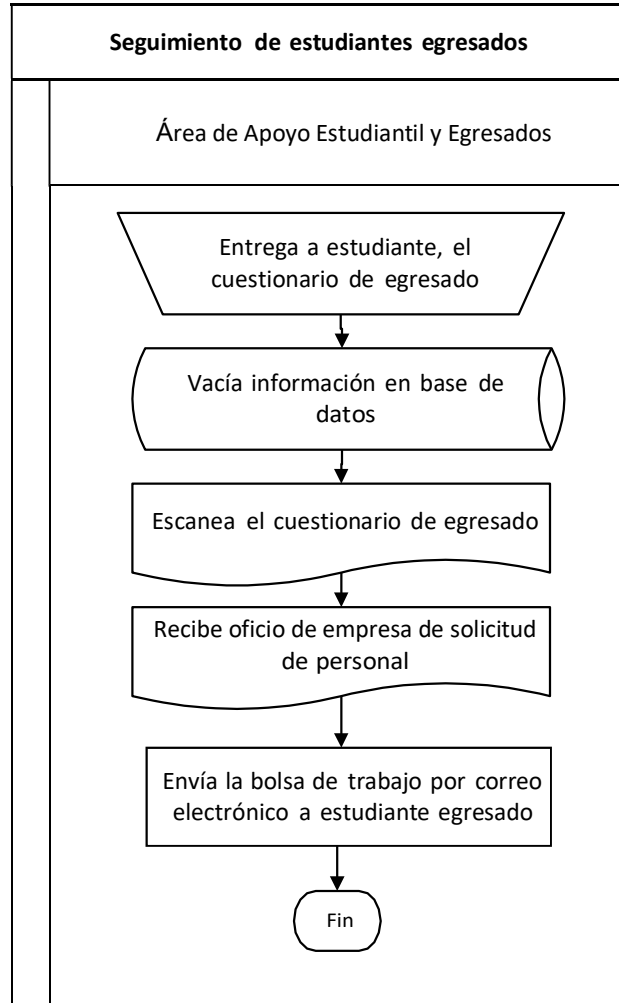 Seguimiento de estudiantes egresados
Área de Apoyo Estudiantil y Egresados
Entrega a estudiante, el
cuestionario de egresado
Vacía información en base de
datos
Escanea el cuestionario de egresado
Recibe oficio de empresa de solicitud
de personal
Envía la bolsa de trabajo por correo
electrónico a estudiante egresado
Fin